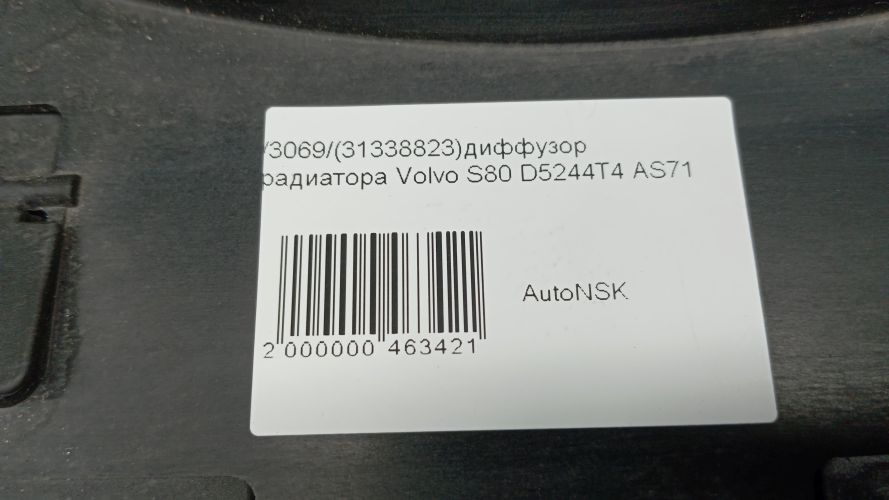 /3069/(31338823)диффузор
радиатора Volvo S80 D5244T4 AS71
AutoNSK
2 000000 463421